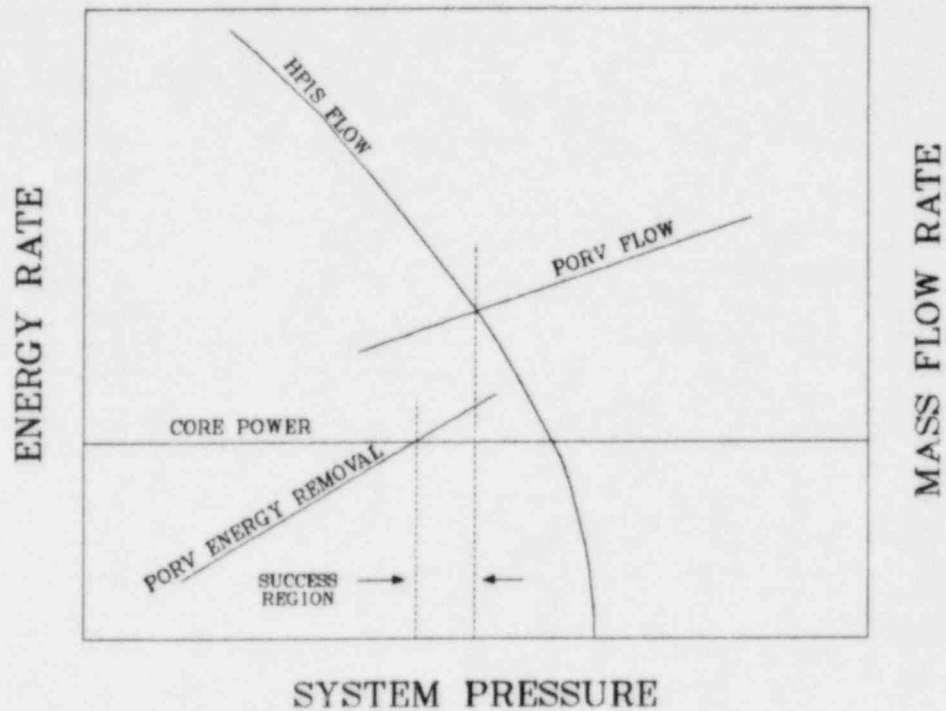 HPIS FLOW
PORV FLOW
CORE POWER
PORV ENERGY REMOVAL
SUCCESS
REGION
ENERGY RATE
MASS FLOW RATE
SYSTEM PRESSURE